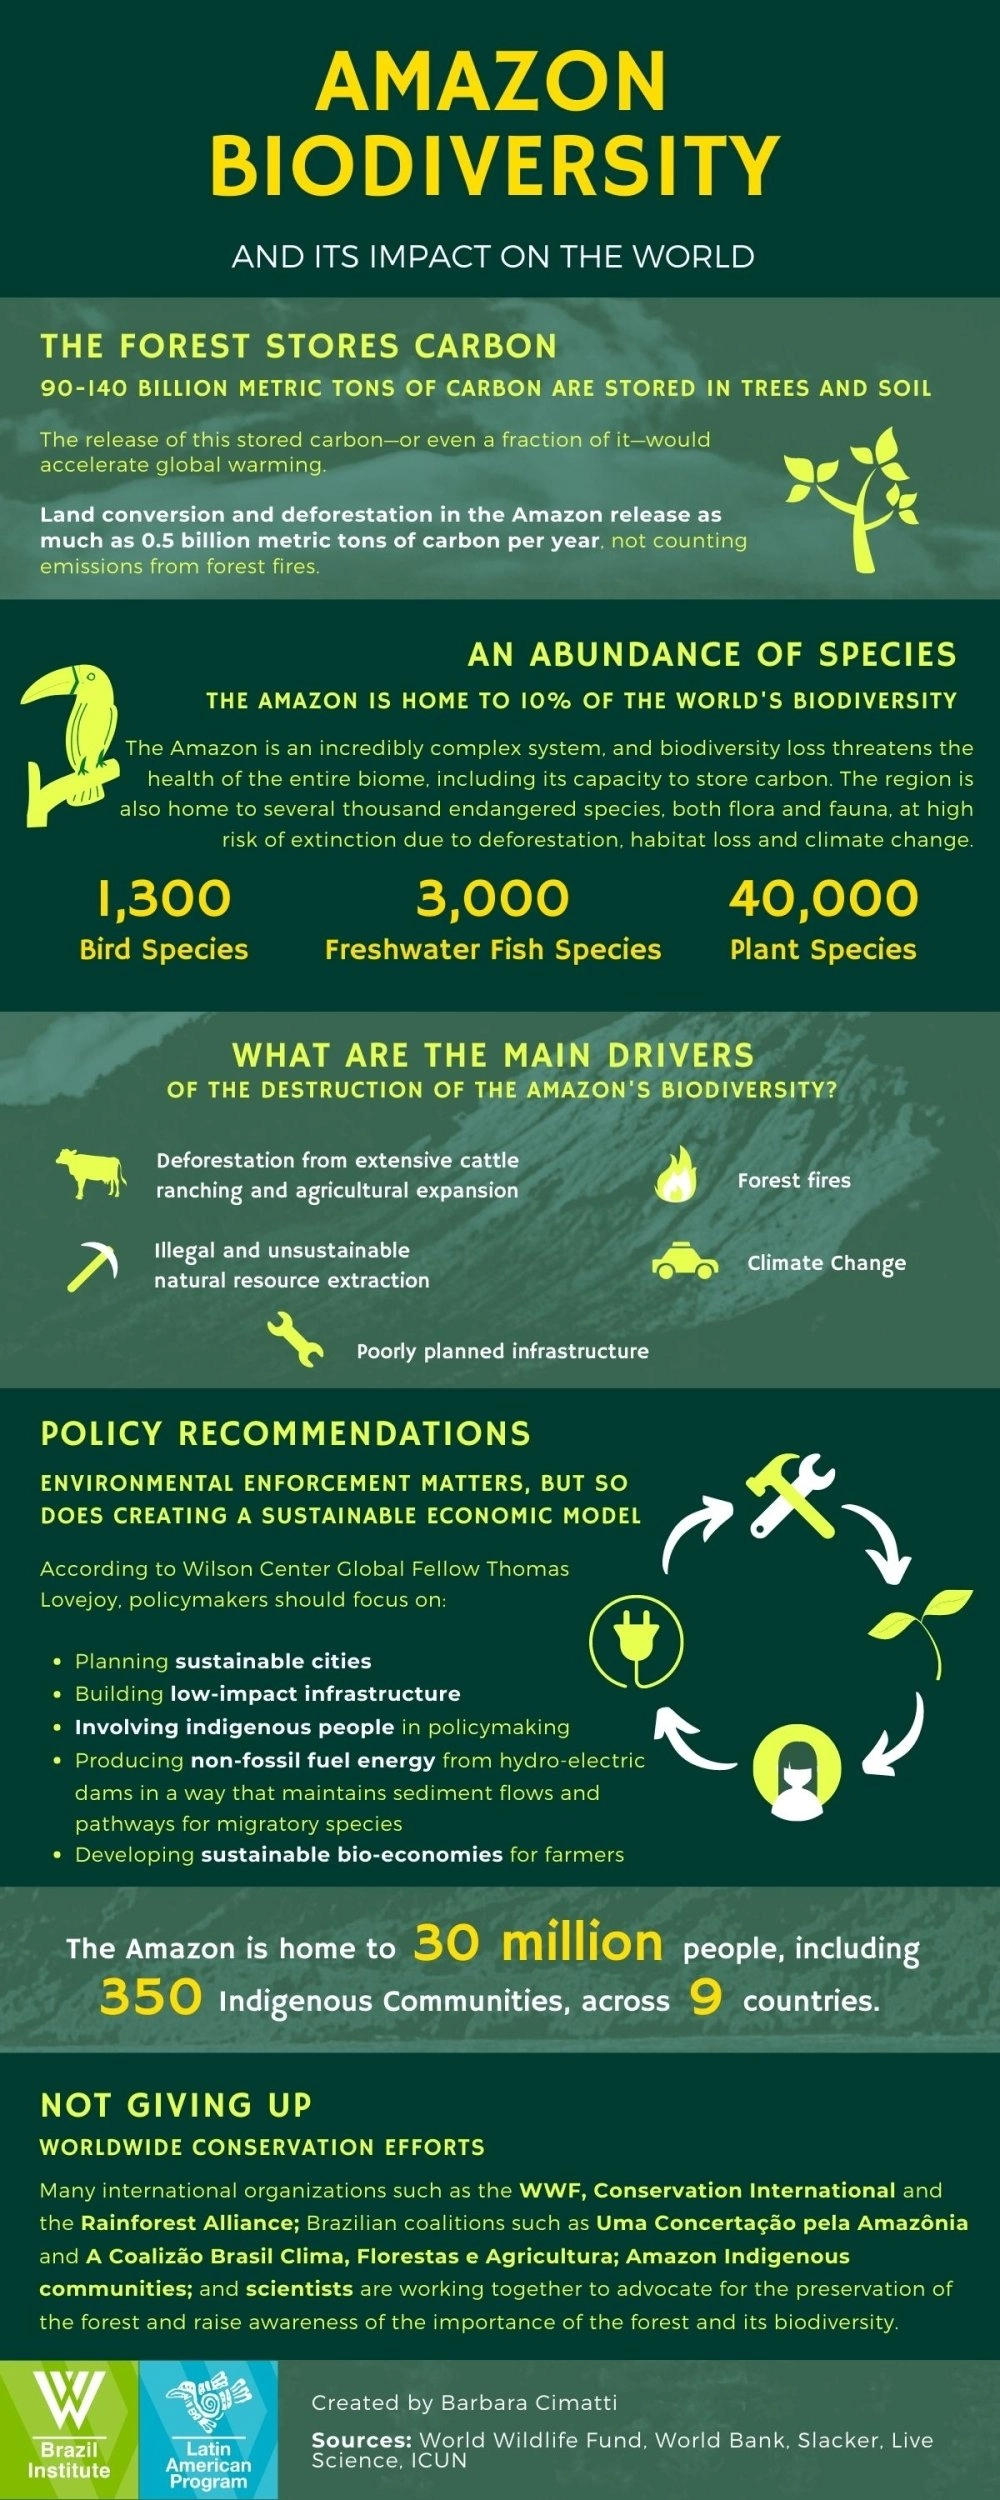 AMAZON
BIODIVERSITY
AND ITS IMPACT ON THE WORLD
THE FOREST STORES CARBON
90-140 BILLION METRIC TONS OF CARBON ARE STORED IN TREES AND SOIL
The release of this stored carbon—or even a fraction of it—would
accelerate global warming.
Land conversion and deforestation in the Amazon release as
much as 0.5 billion metric tons of carbon per year, not counting
emissions from forest fires.
AN ABUNDANCE OF SPECIES
THE AMAZON IS HOME TO 10% OF THE WORLD'S BIODIVERSITY
The Amazon is an incredibly complex system, and biodiversity loss threatens the
health of the entire biome, including its capacity to store carbon. The region is
also home to several thousand endangered species, both flora and fauna, at high
risk of extinction due to deforestation, habitat loss and climate change.
1,300
Bird Species
3,000
Freshwater Fish Species
40,000
Plant Species
WHAT ARE THE MAIN DRIVERS
OF THE DESTRUCTION OF THE AMAZON'S BIODIVERSITY?
Deforestation from extensive cattle
ranching and agricultural expansion
Forest fires
Illegal and unsustainable
natural resource extraction
Climate Change
Poorly planned infrastructure
POLICY RECOMMENDATIONS
ENVIRONMENTAL ENFORCEMENT MATTERS, BUT SO
DOES CREATING A SUSTAINABLE ECONOMIC MODEL
According to Wilson Center Global Fellow Thomas
Lovejoy, policymakers should focus on:
• Planning sustainable cities
• Building low-impact infrastructure
• Involving indigenous people in policymaking
• Producing non-fossil fuel energy from hydro-electric
dams in a way that maintains sediment flows and
pathways for migratory species
• Developing sustainable bio-economies for farmers
The Amazon is home to 30 million people, including
350 Indigenous Communities, across 9 countries.
NOT GIVING UP
WORLDWIDE CONSERVATION EFFORTS
Many international organizations such as the WWF, Conservation International and
the Rainforest Alliance; Brazilian coalitions such as Uma Concertação pela Amazônia
and A Coalizão Brasil Clima, Florestas e Agricultura; Amazon Indigenous
communities; and scientists are working together to advocate for the preservation of
the forest and raise awareness of the importance of the forest and its biodiversity.
W
Brazil
Institute
Latin
American
Program
Created by Barbara Cimatti
Sources: World Wildlife Fund, World Bank, Slacker, Live
Science, ICUN